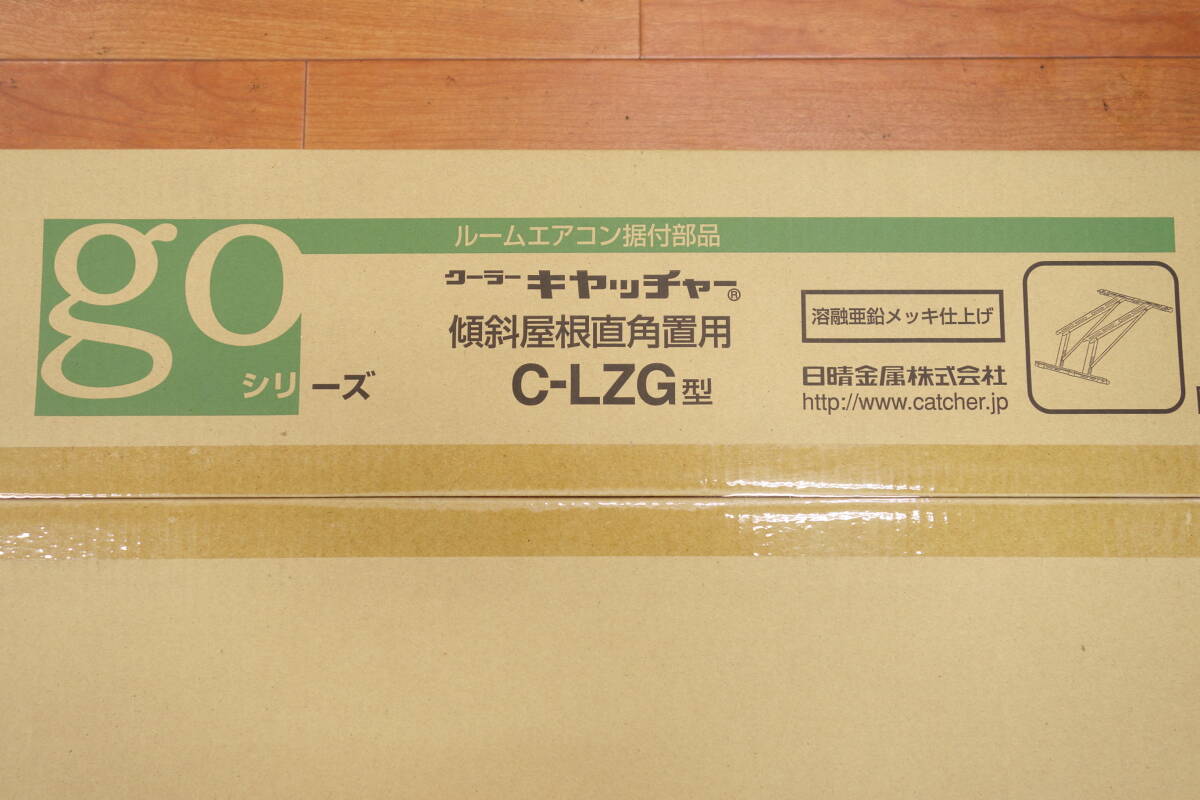 go
シリーズ
ルームエアコン据付部品
クーラーキャッチャー®
傾斜屋根直角置用
C-LZG型
溶融亜鉛メッキ仕上げ
日晴金属株式会社
http://www.catcher.jp